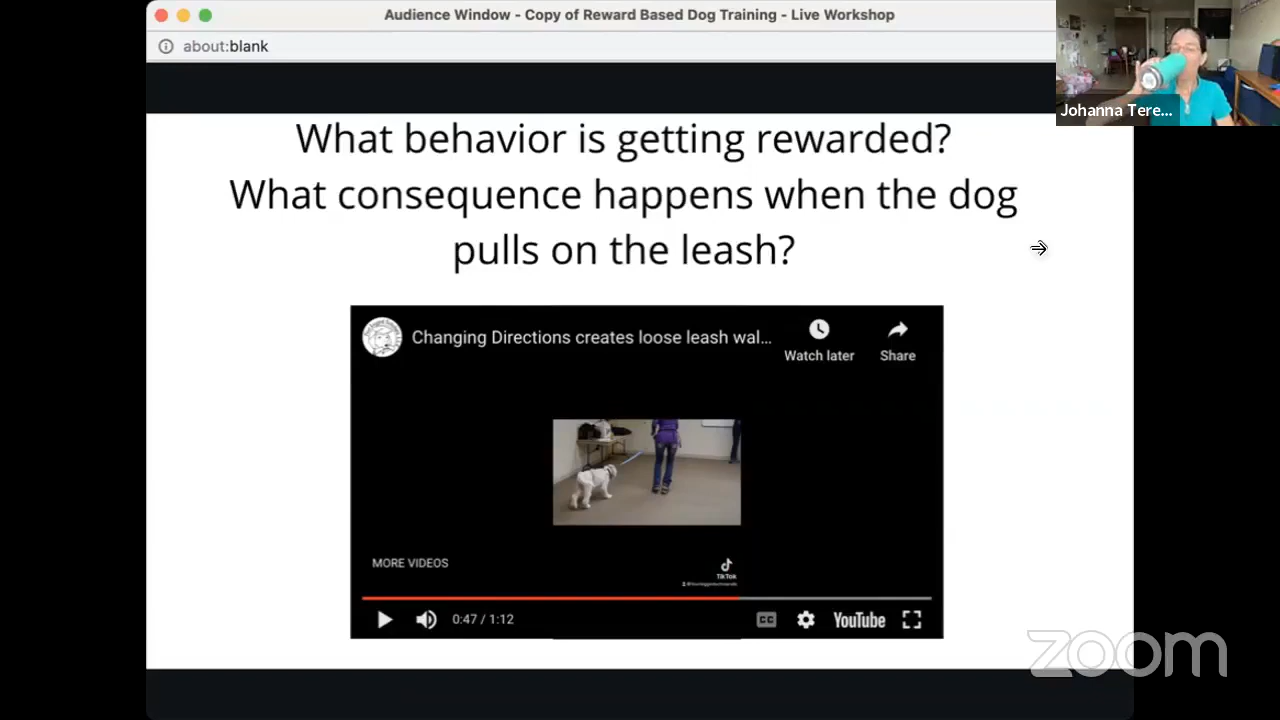 Audience Window - Copy of Reward Based Dog Training - Live Workshop
about:blank
Johanna Tere...
What behavior is getting rewarded?
What consequence happens when the dog
pulls on the leash?
Changing Directions creates loose leash wal...
Watch later
Share
MORE VIDEOS
TikTok
0:47 / 1:12
CC
YouTube
zoom